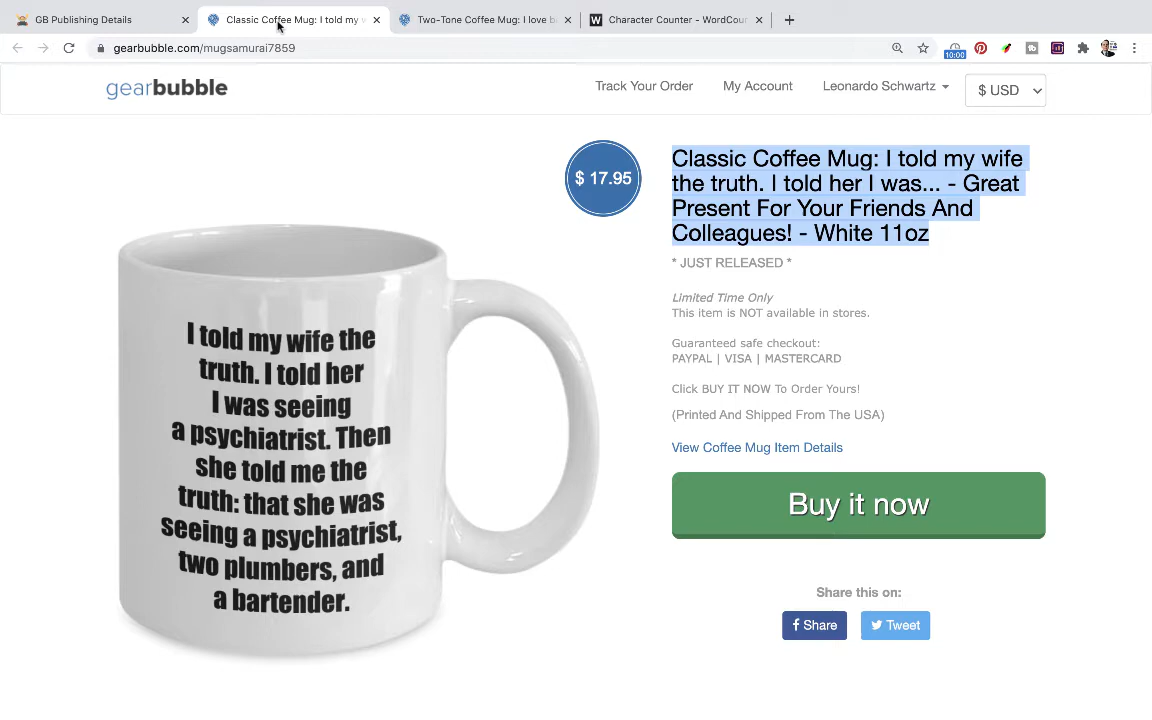 GB Publishing Details
Classic Coffee Mug: I told my w
Two-Tone Coffee Mug: I love b
Character Counter - WordCou
gearbubble.com/mugsamurai7859
10:00
gearbubble
Track Your Order
My Account
Leonardo Schwartz
$ USD
$ 17.95
Classic Coffee Mug: I told my wife
the truth. I told her I was... - Great
Present For Your Friends And
Colleagues! - White 11oz
* JUST RELEASED *
Limited Time Only
This item is NOT available in stores.
Guaranteed safe checkout:
PAYPAL | VISA | MASTERCARD
Click BUY IT NOW To Order Yours!
(Printed And Shipped From The USA)
View Coffee Mug Item Details
Buy it now
Share this on:
Share
Tweet
I told my wife the
truth. I told her
I was seeing
a psychiatrist. Then
she told me the
truth: that she was
seeing a psychiatrist,
two plumbers, and
a bartender.